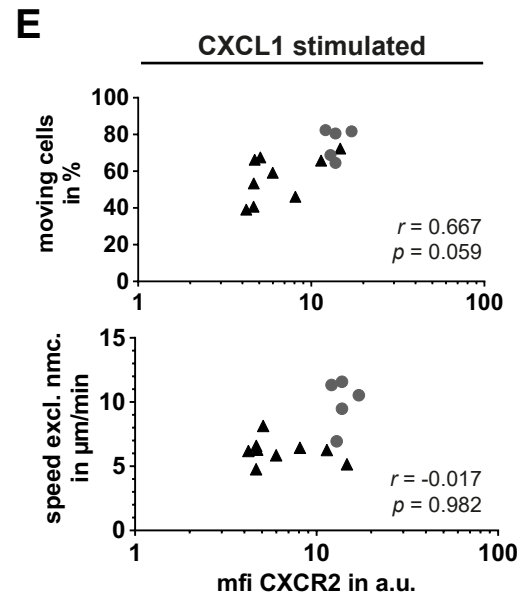 E
CXCL1 stimulated
moving cells
in %
100
80
60
40
20
0
r = 0.667
p = 0.059
1
10
100
speed excl. nmc.
in µm/min
15
10
5
0
r = -0.017
p = 0.982
1
10
100
mfi CXCR2 in a.u.